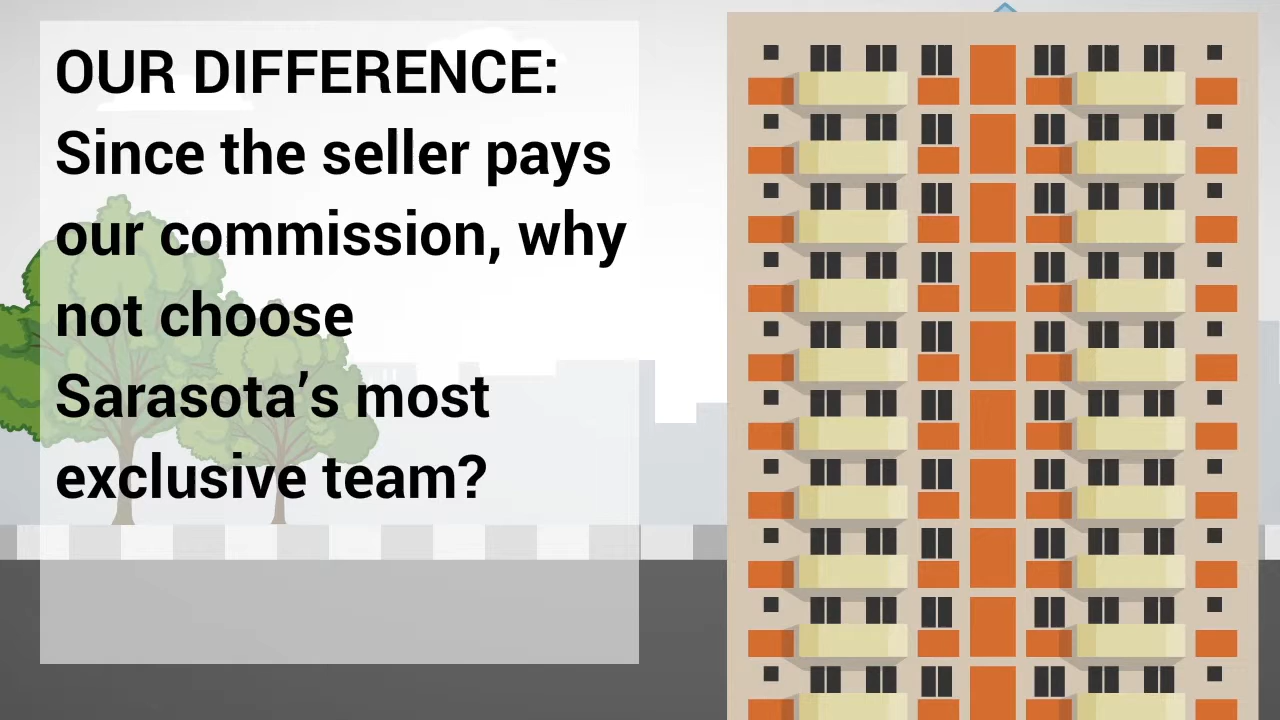 OUR DIFFERENCE:
Since the seller pays
our commission, why
not choose
Sarasota’s most
exclusive team?